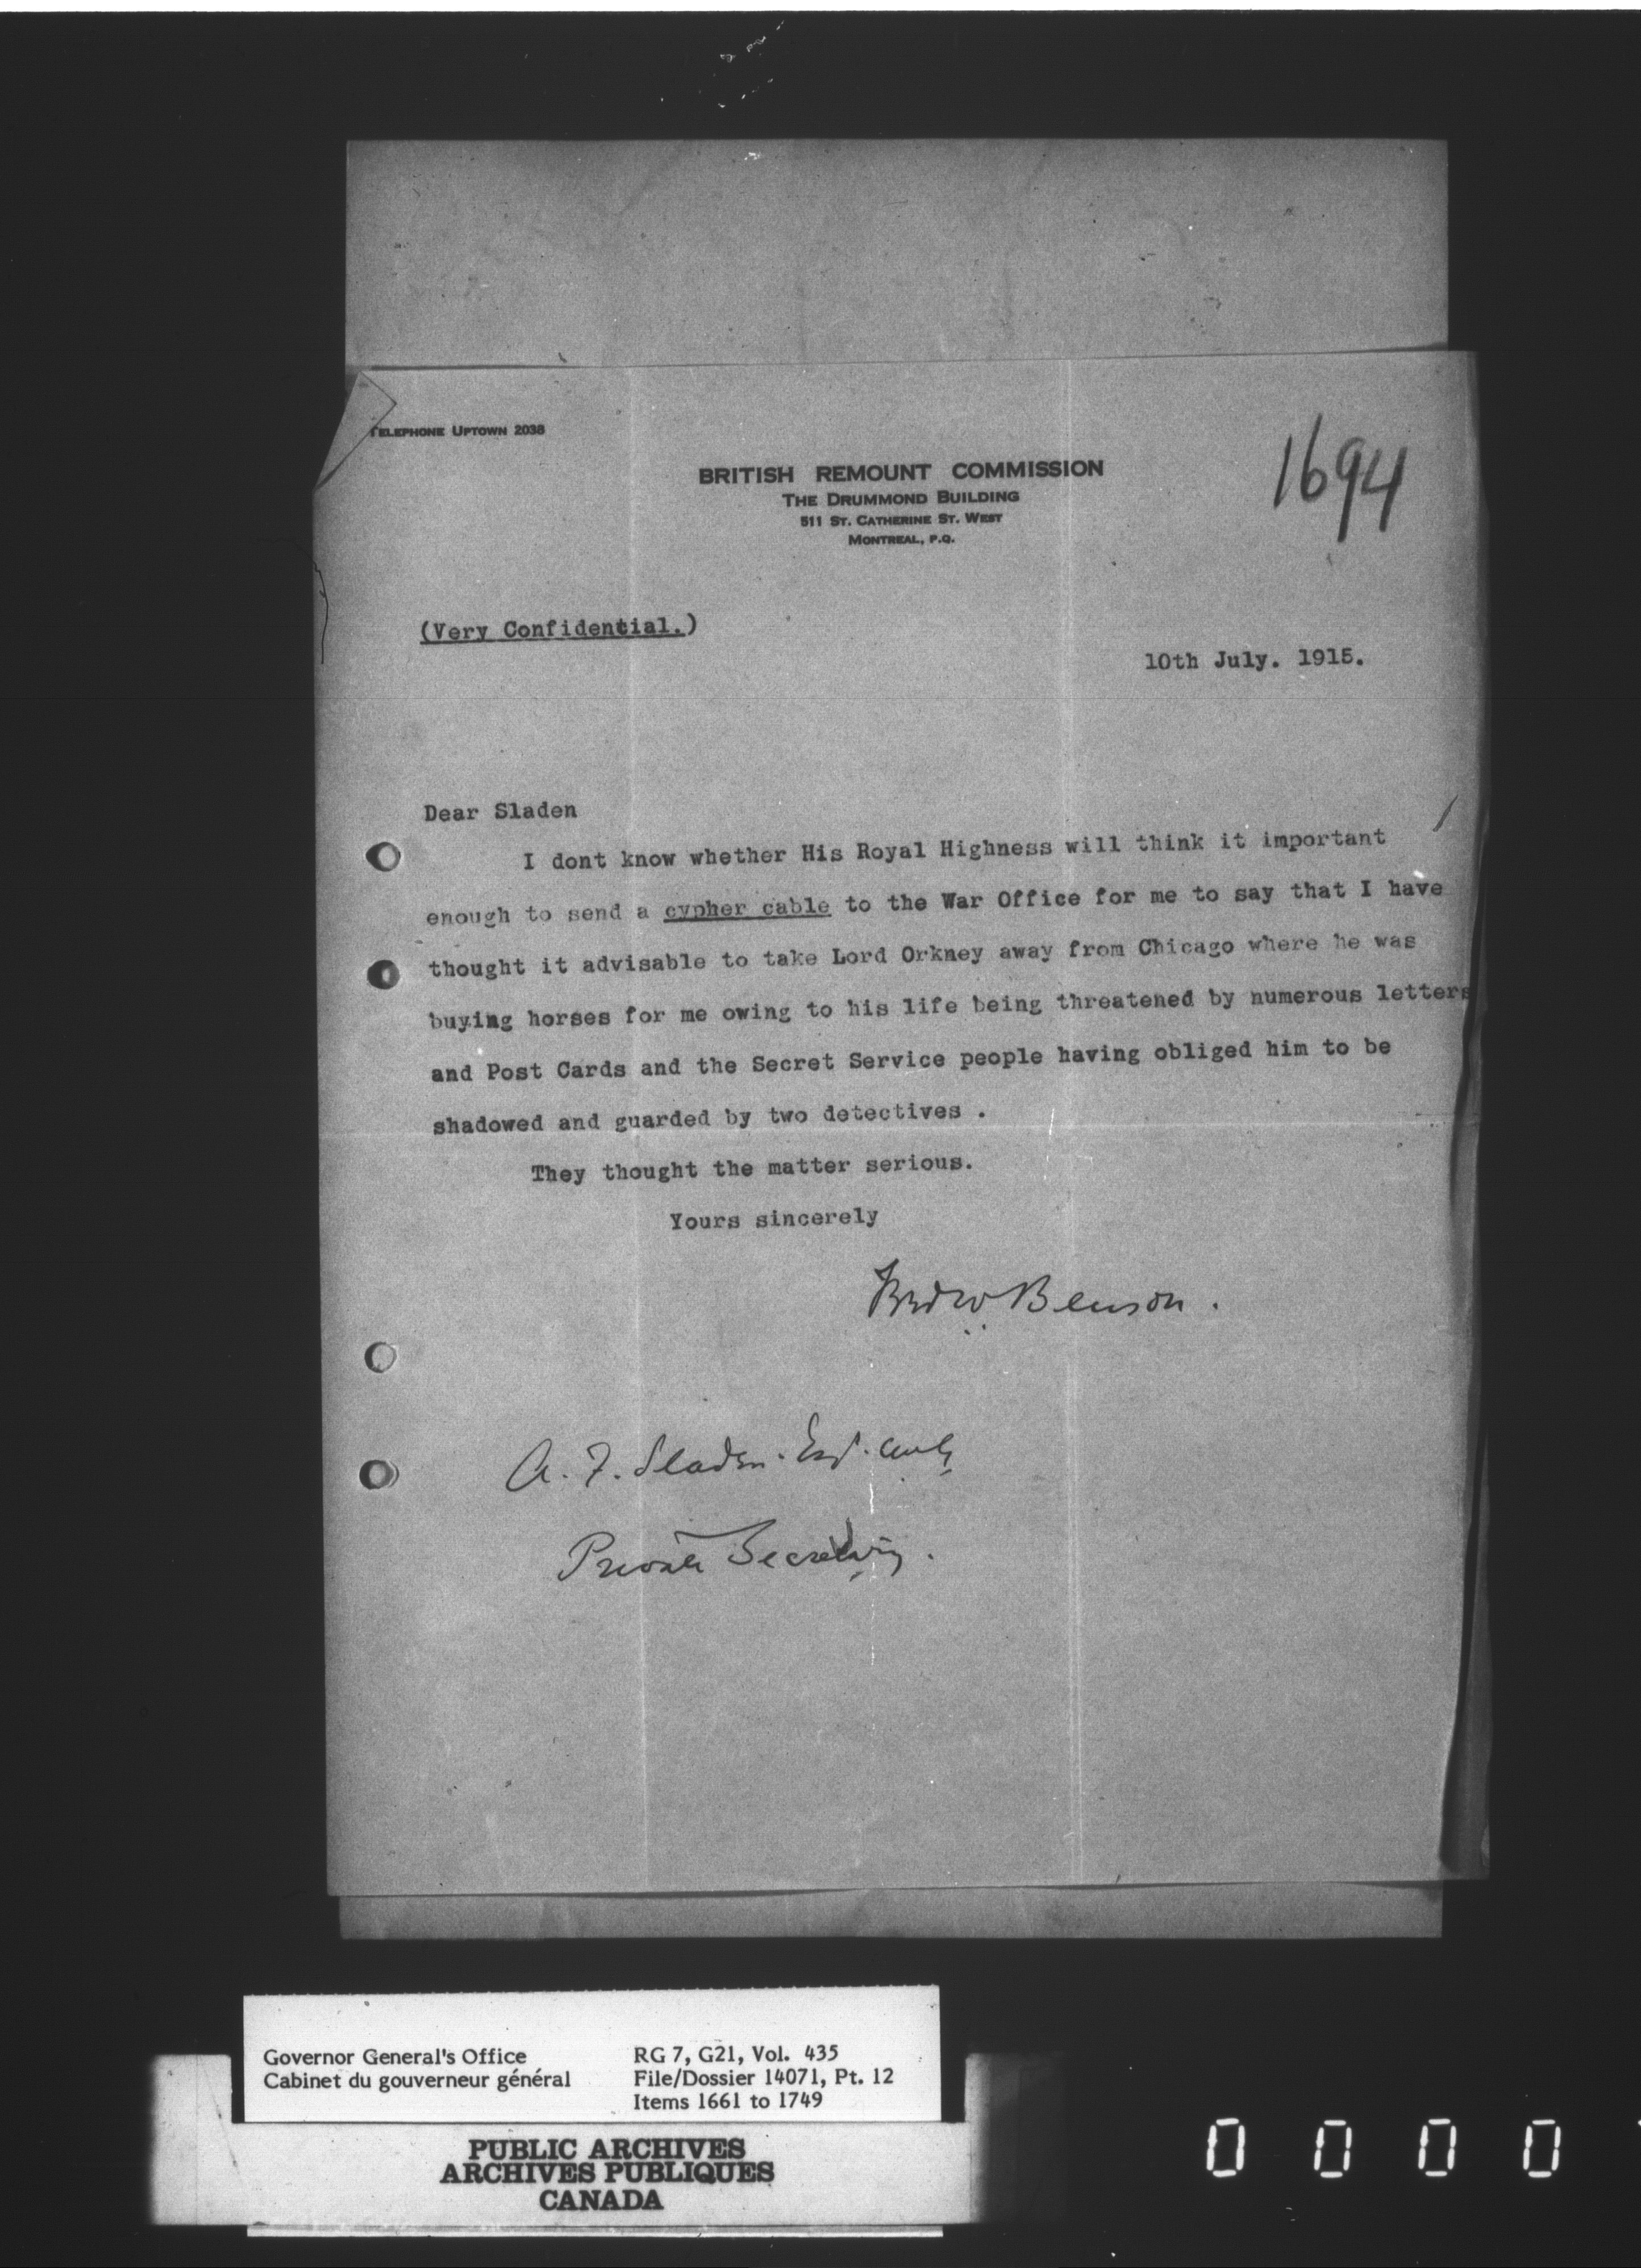 TELEPHONE UPTOWN 2038
1694
BRITISH REMOUNT COMMISSION
THE DRUMMOND BUILDING
511 ST. CATHERINE ST. WEST
MONTREAL, P.Q.
(Very Confidential.)
10th July. 1915.
Dear Sladen
I dont know whether His Royal Highness will think it important
enough to send a cypher cable to the War Office for me to say that I have
thought it advisable to take Lord Orkney away from Chicago where he was
buying horses for me owing to his life being threatened by numerous letters
and Post Cards and the Secret Service people having obliged him to be
shadowed and guarded by two detectives .
They thought the matter serious.
Yours sincerely
Benson.
A. F. Sladen. Esq.
Private Secretary.
Governor General's Office
Cabinet du gouverneur général
RG 7, G21, Vol. 435
File/Dossier 14071, Pt. 12
Items 1661 to 1749
PUBLIC ARCHIVES
ARCHIVES PUBLIQUES
CANADA
0 0 0 0